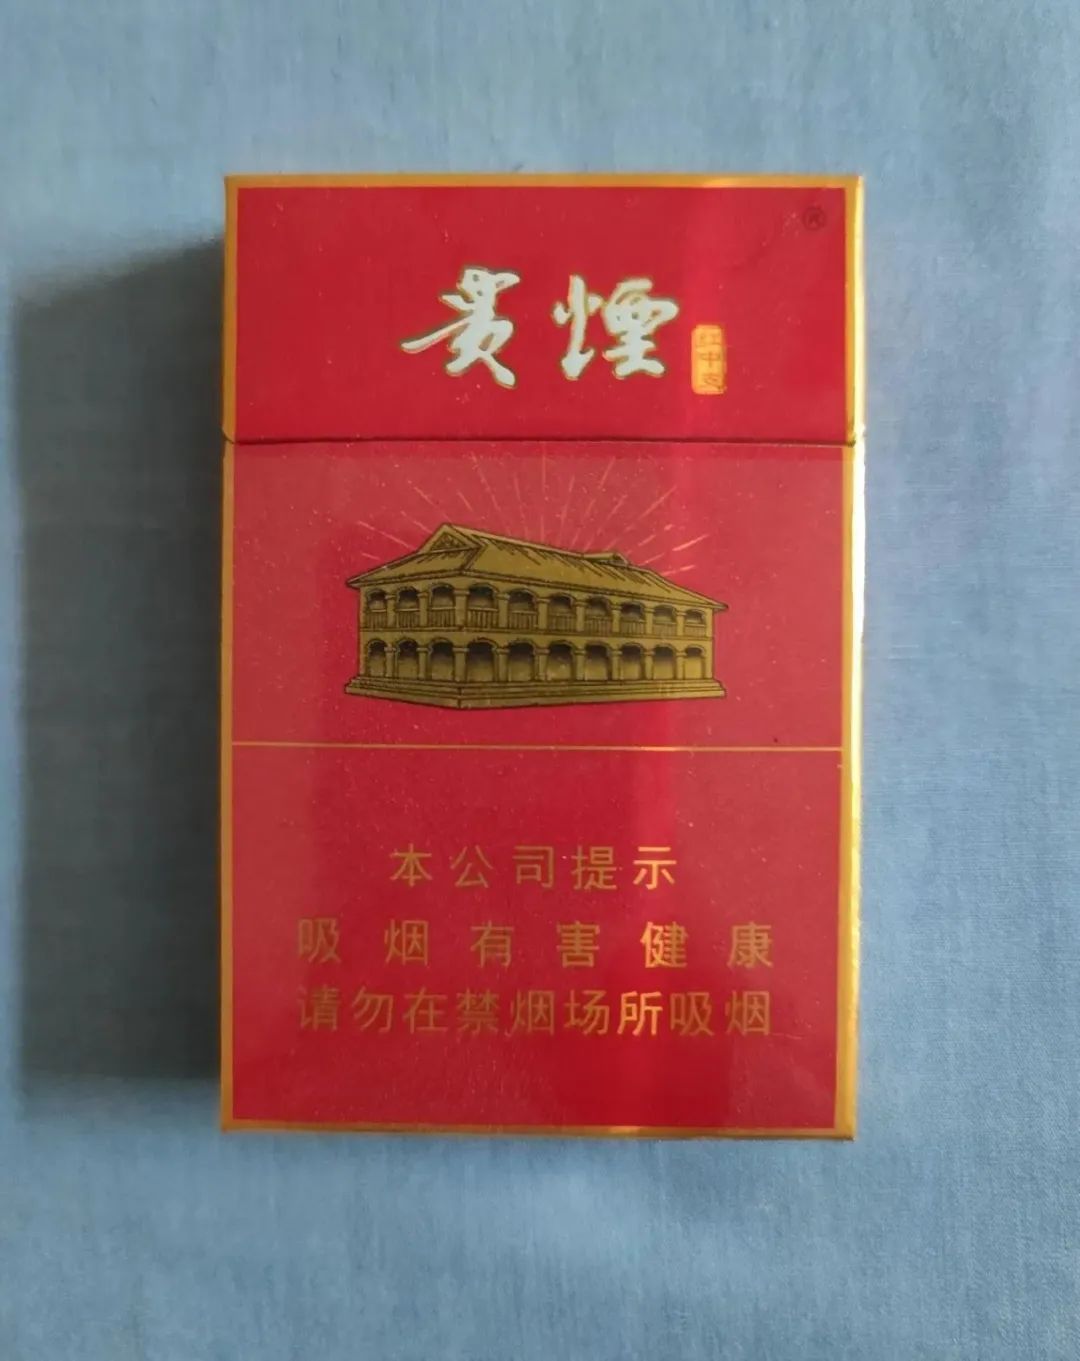 貴煙
红中支
®
本公司提示
吸烟有害健康
请勿在禁烟场所吸烟